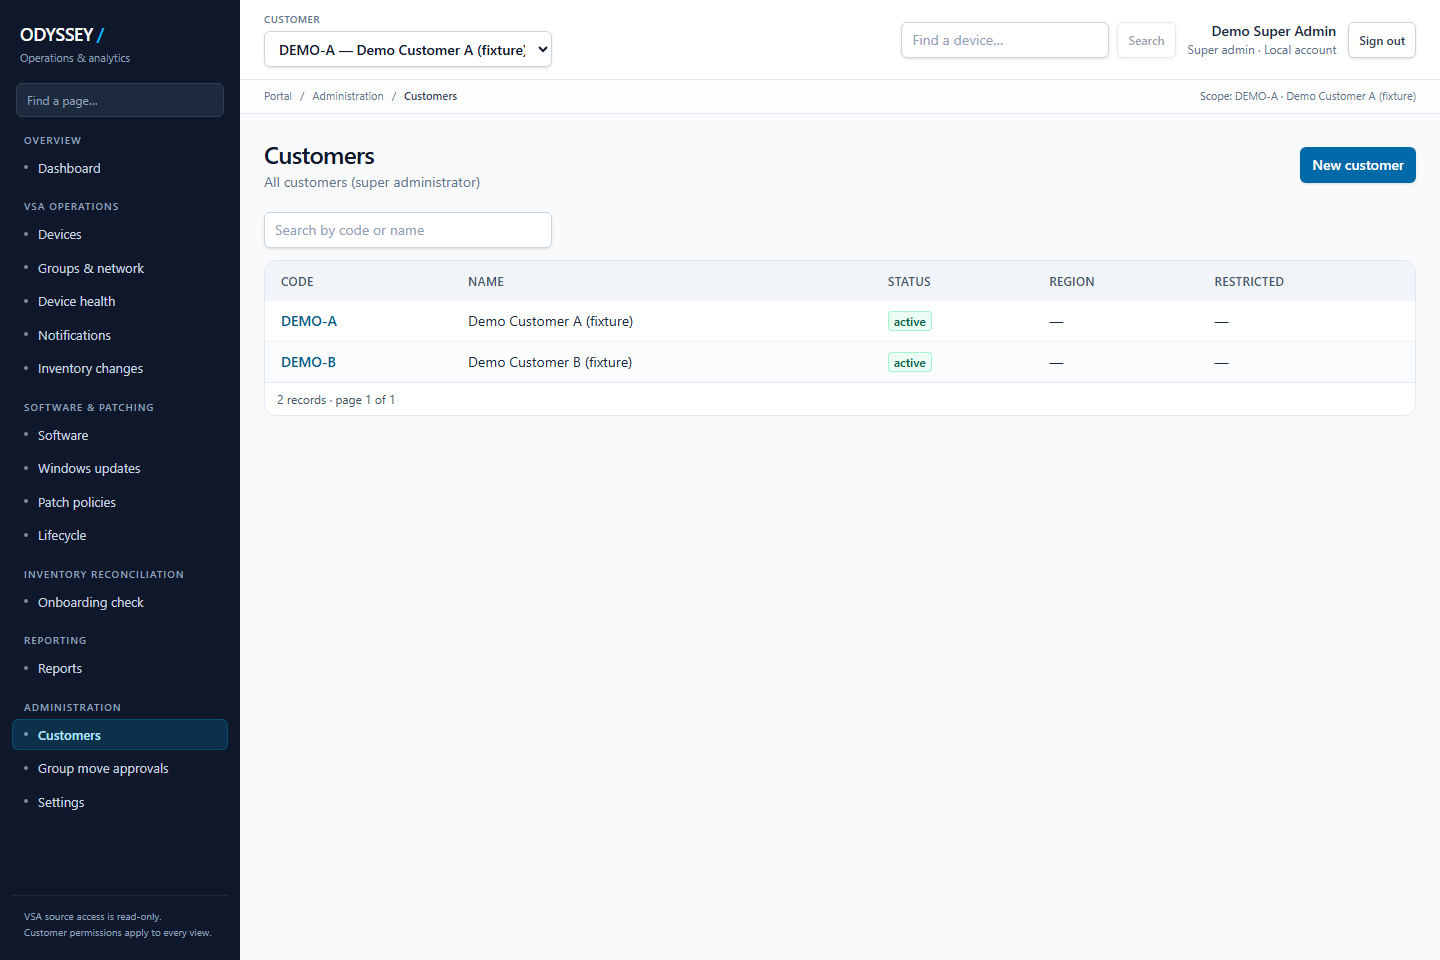 ODYSSEY /
Operations & analytics
Find a page...
OVERVIEW
Dashboard
VSA OPERATIONS
Devices
Groups & network
Device health
Notifications
Inventory changes
SOFTWARE & PATCHING
Software
Windows updates
Patch policies
Lifecycle
INVENTORY RECONCILIATION
Onboarding check
REPORTING
Reports
ADMINISTRATION
Customers
Group move approvals
Settings
VSA source access is read-only.
Customer permissions apply to every view.
CUSTOMER
DEMO-A — Demo Customer A (fixture)
Find a device...
Search
Demo Super Admin
Super admin · Local account
Sign out
Portal / Administration / Customers
Scope: DEMO-A · Demo Customer A (fixture)
Customers
All customers (super administrator)
New customer
Search by code or name
CODE NAME STATUS REGION RESTRICTED
DEMO-A Demo Customer A (fixture) active — —
DEMO-B Demo Customer B (fixture) active — —
2 records · page 1 of 1